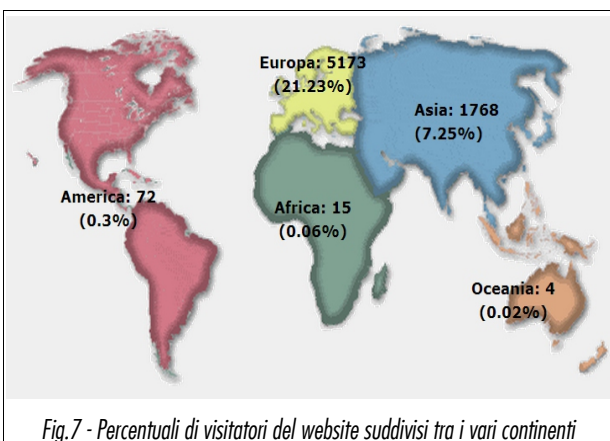 Europa: 5173
(21.23%)
Asia: 1768
(7.25%)
America: 72
(0.3%)
Africa: 15
(0.06%)
Oceania: 4
(0.02%)
Fig.7 - Percentuali di visitatori del website suddivisi tra i vari continenti